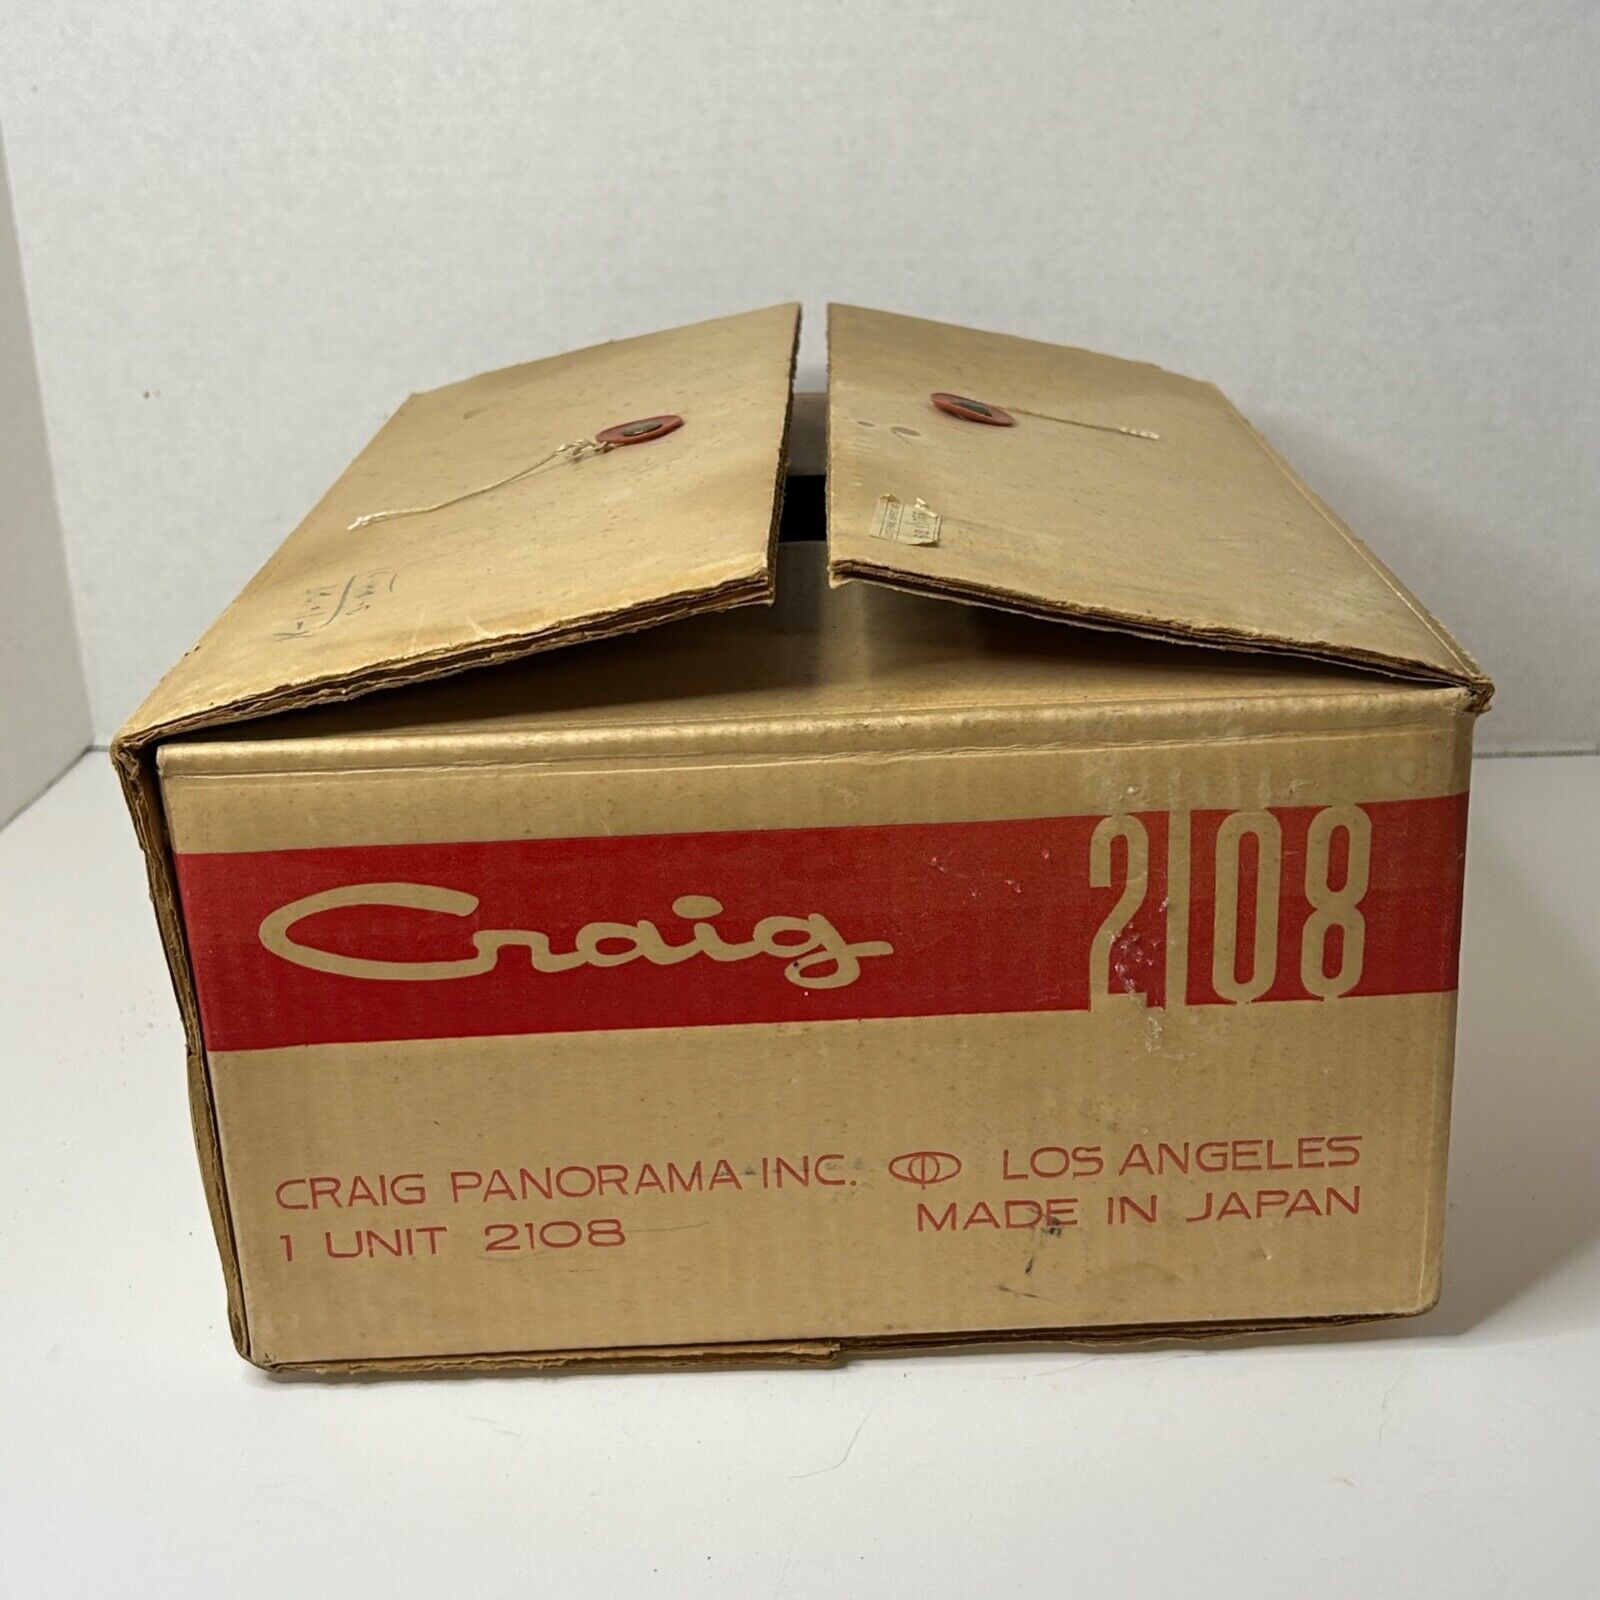 Craig 2108
CRAIG PANORAMA INC. LOS ANGELES
1 UNIT 2108 MADE IN JAPAN